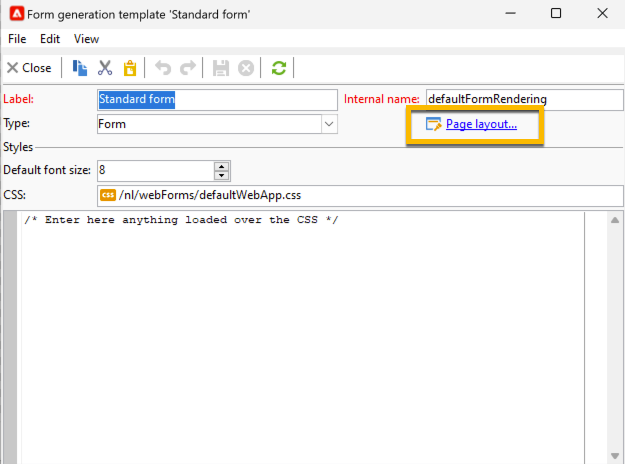 Form generation template 'Standard form'
File Edit View
Close
Label: Standard form Internal name: defaultFormRendering
Type: Form Page layout...
Styles
Default font size: 8
CSS: css /nl/webForms/defaultWebApp.css
/* Enter here anything loaded over the CSS */